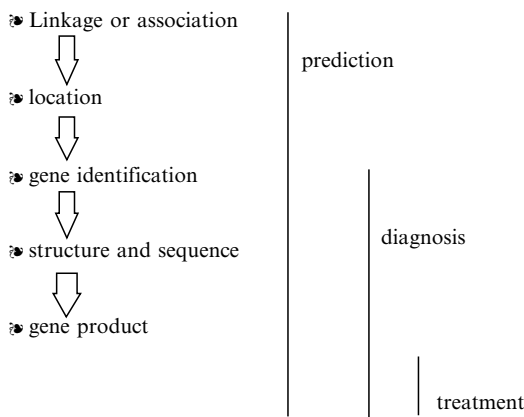 ❧ Linkage or association
prediction
❧ location
❧ gene identification
diagnosis
❧ structure and sequence
❧ gene product
treatment